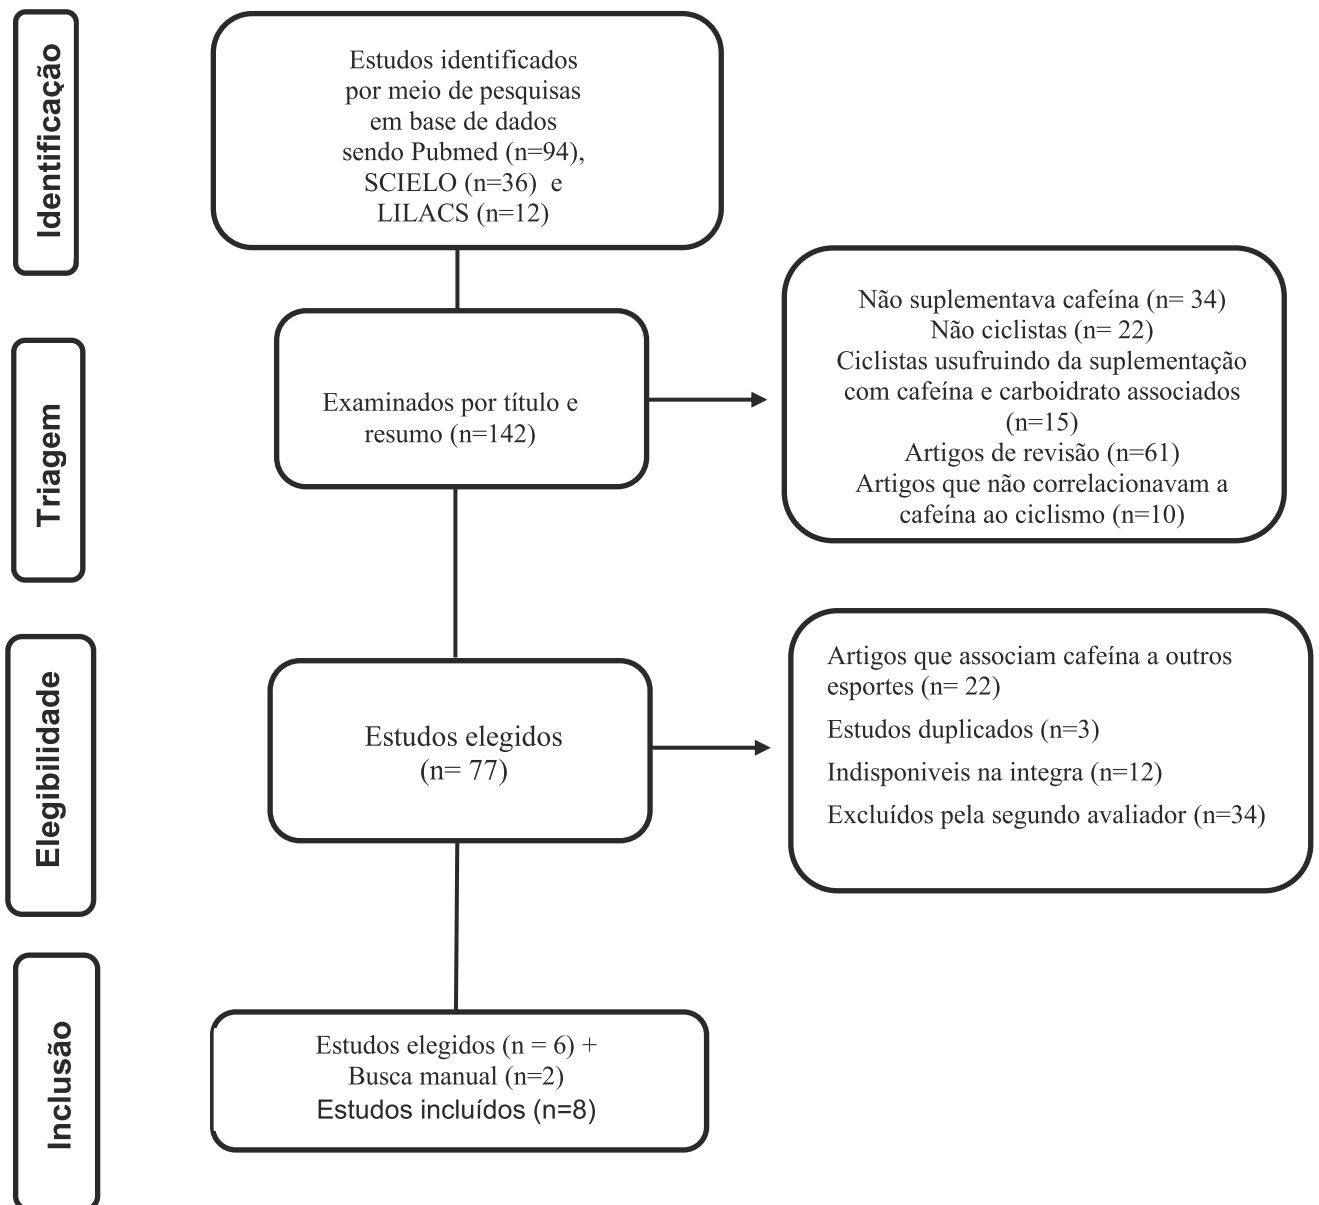 Identificação
Estudos identificados
por meio de pesquisas
em base de dados
sendo Pubmed (n=94),
SCIELO (n=36) e
LILACS (n=12)
Triagem
Examinados por título e
resumo (n=142)
Não suplementava cafeína (n= 34)
Não ciclistas (n= 22)
Ciclistas usufruindo da suplementação
com cafeína e carboidrato associados
(n=15)
Artigos de revisão (n=61)
Artigos que não correlacionavam a
cafeína ao ciclismo (n=10)
Elegibilidade
Estudos elegidos
(n= 77)
Artigos que associam cafeína a outros
esportes (n= 22)
Estudos duplicados (n=3)
Indisponiveis na integra (n=12)
Excluídos pela segundo avaliador (n=34)
Inclusão
Estudos elegidos (n = 6) +
Busca manual (n=2)
Estudos incluídos (n=8)